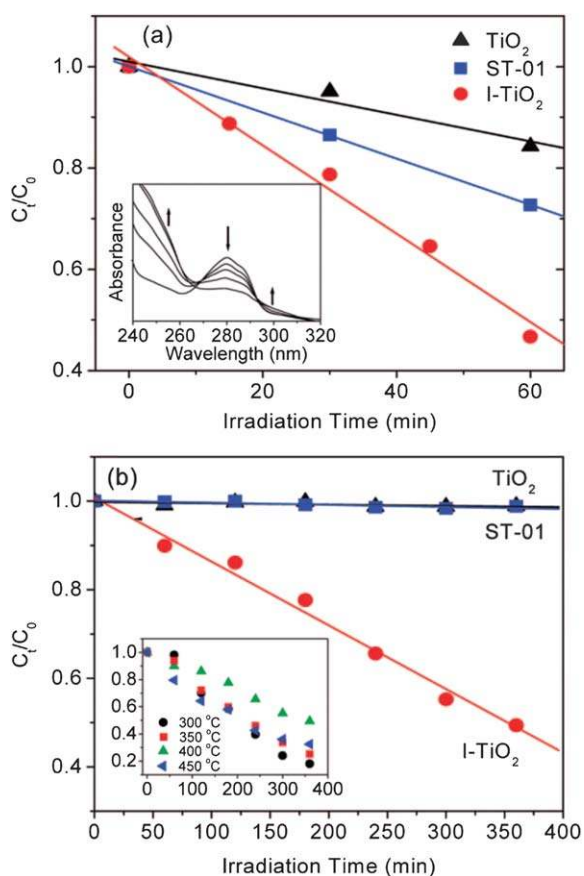 (a)
TiO₂
ST-01
I-TiO₂
1.0
0.8
0.6
0.4
Cₜ/C₀
Absorbance
240 260 280 300 320
Wavelength (nm)
0 20 40 60
Irradiation Time (min)
(b)
TiO₂
ST-01
I-TiO₂
1.0
0.8
0.6
0.4
Cₜ/C₀
1.0
0.8
0.6
0.4
0.2
300 °C
350 °C
400 °C
450 °C
0 100 200 300 400
0 50 100 150 200 250 300 350 400
Irradiation Time (min)